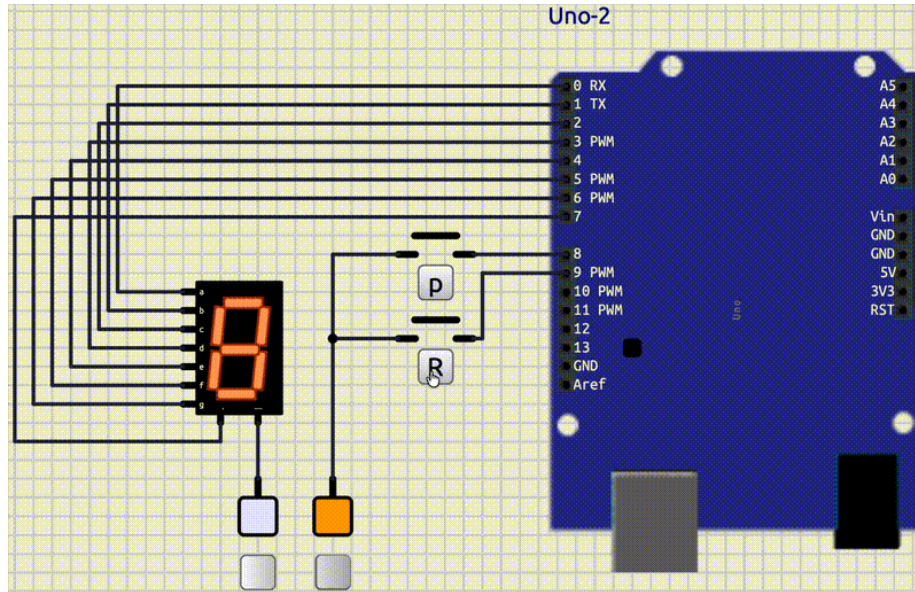 Uno-2
0 RX
A5
1 TX
A4
2
A3
3 PWM
A2
4
A1
5 PWM
A0
6 PWM
7
Vin
GND
8
GND
9 PWM
5V
10 PWM
3V3
11 PWM
RST
12
13
GND
Aref
Uno
p
R
a
b
c
d
e
f
g